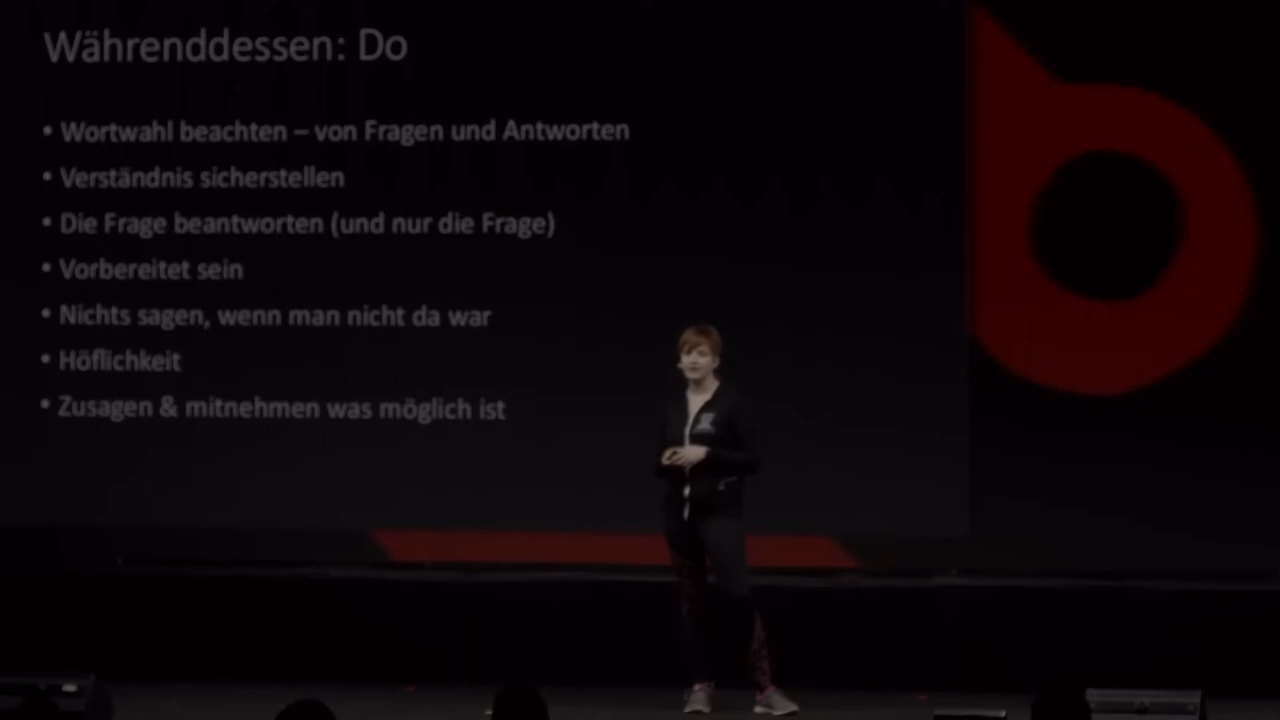 Währenddessen: Do
• Wortwahl beachten – von Fragen und Antworten
• Verständnis sicherstellen
• Die Frage beantworten (und nur die Frage)
• Vorbereitet sein
• Nichts sagen, wenn man nicht da war
• Höflichkeit
• Zusagen & mitnehmen was möglich ist